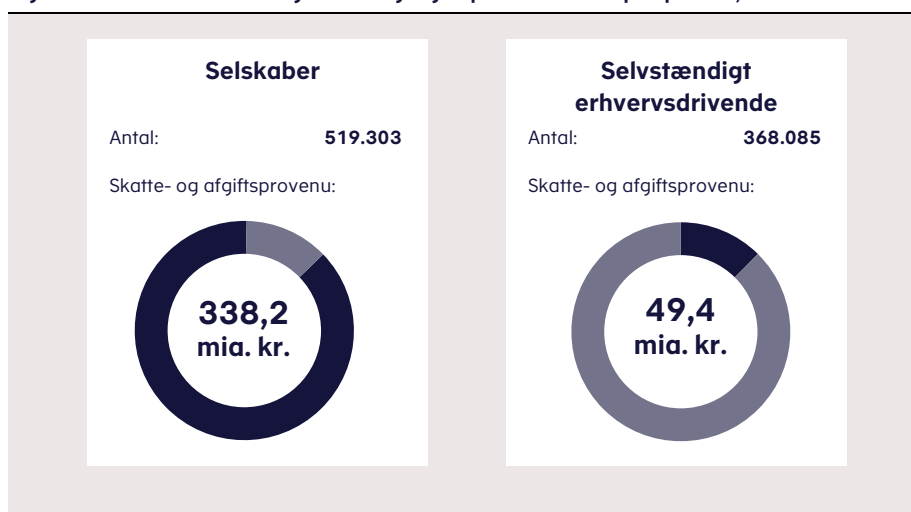 Selskaber
Antal: 519.303
Skatte- og afgiftsprovenu:
338,2
mia. kr.
Selvstændigt
erhvervsdrivende
Antal: 368.085
Skatte- og afgiftsprovenu:
49,4
mia. kr.